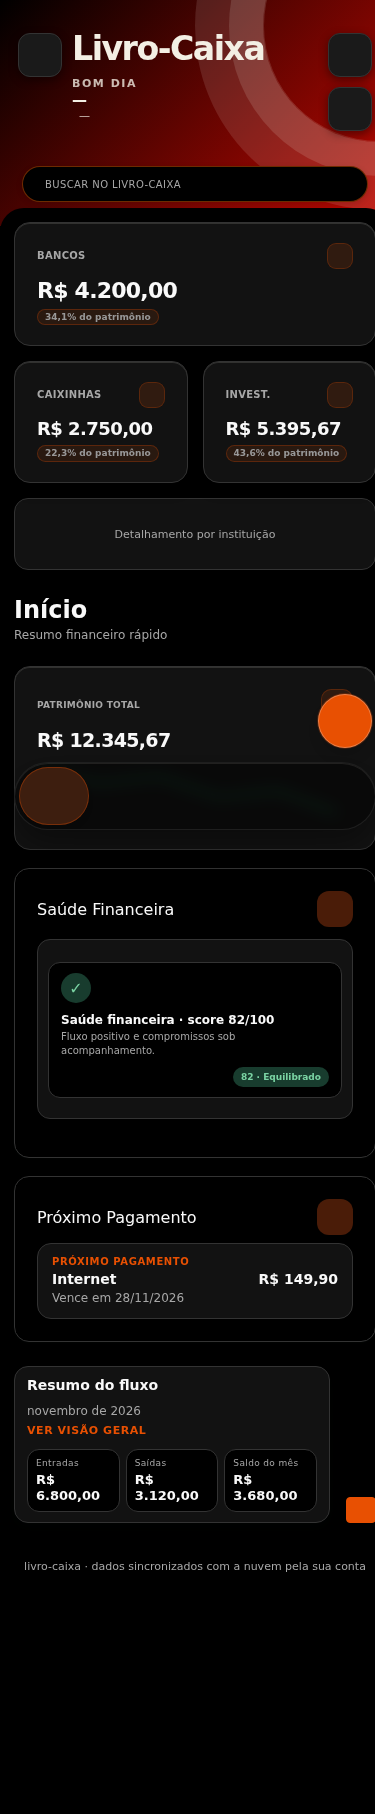 Livro-Caixa
BOM DIA
—
—
BUSCAR NO LIVRO-CAIXA
BANCOS
R$ 4.200,00
34,1% do patrimônio
CAIXINHAS
R$ 2.750,00
22,3% do patrimônio
INVEST.
R$ 5.395,67
43,6% do patrimônio
Detalhamento por instituição
Início
Resumo financeiro rápido
PATRIMÔNIO TOTAL
R$ 12.345,67
Saúde Financeira
✓
Saúde financeira · score 82/100
Fluxo positivo e compromissos sob
acompanhamento.
82 · Equilibrado
Próximo Pagamento
PRÓXIMO PAGAMENTO
Internet R$ 149,90
Vence em 28/11/2026
Resumo do fluxo
novembro de 2026
VER VISÃO GERAL
Entradas
R$
6.800,00
Saídas
R$
3.120,00
Saldo do mês
R$
3.680,00
livro-caixa · dados sincronizados com a nuvem pela sua conta